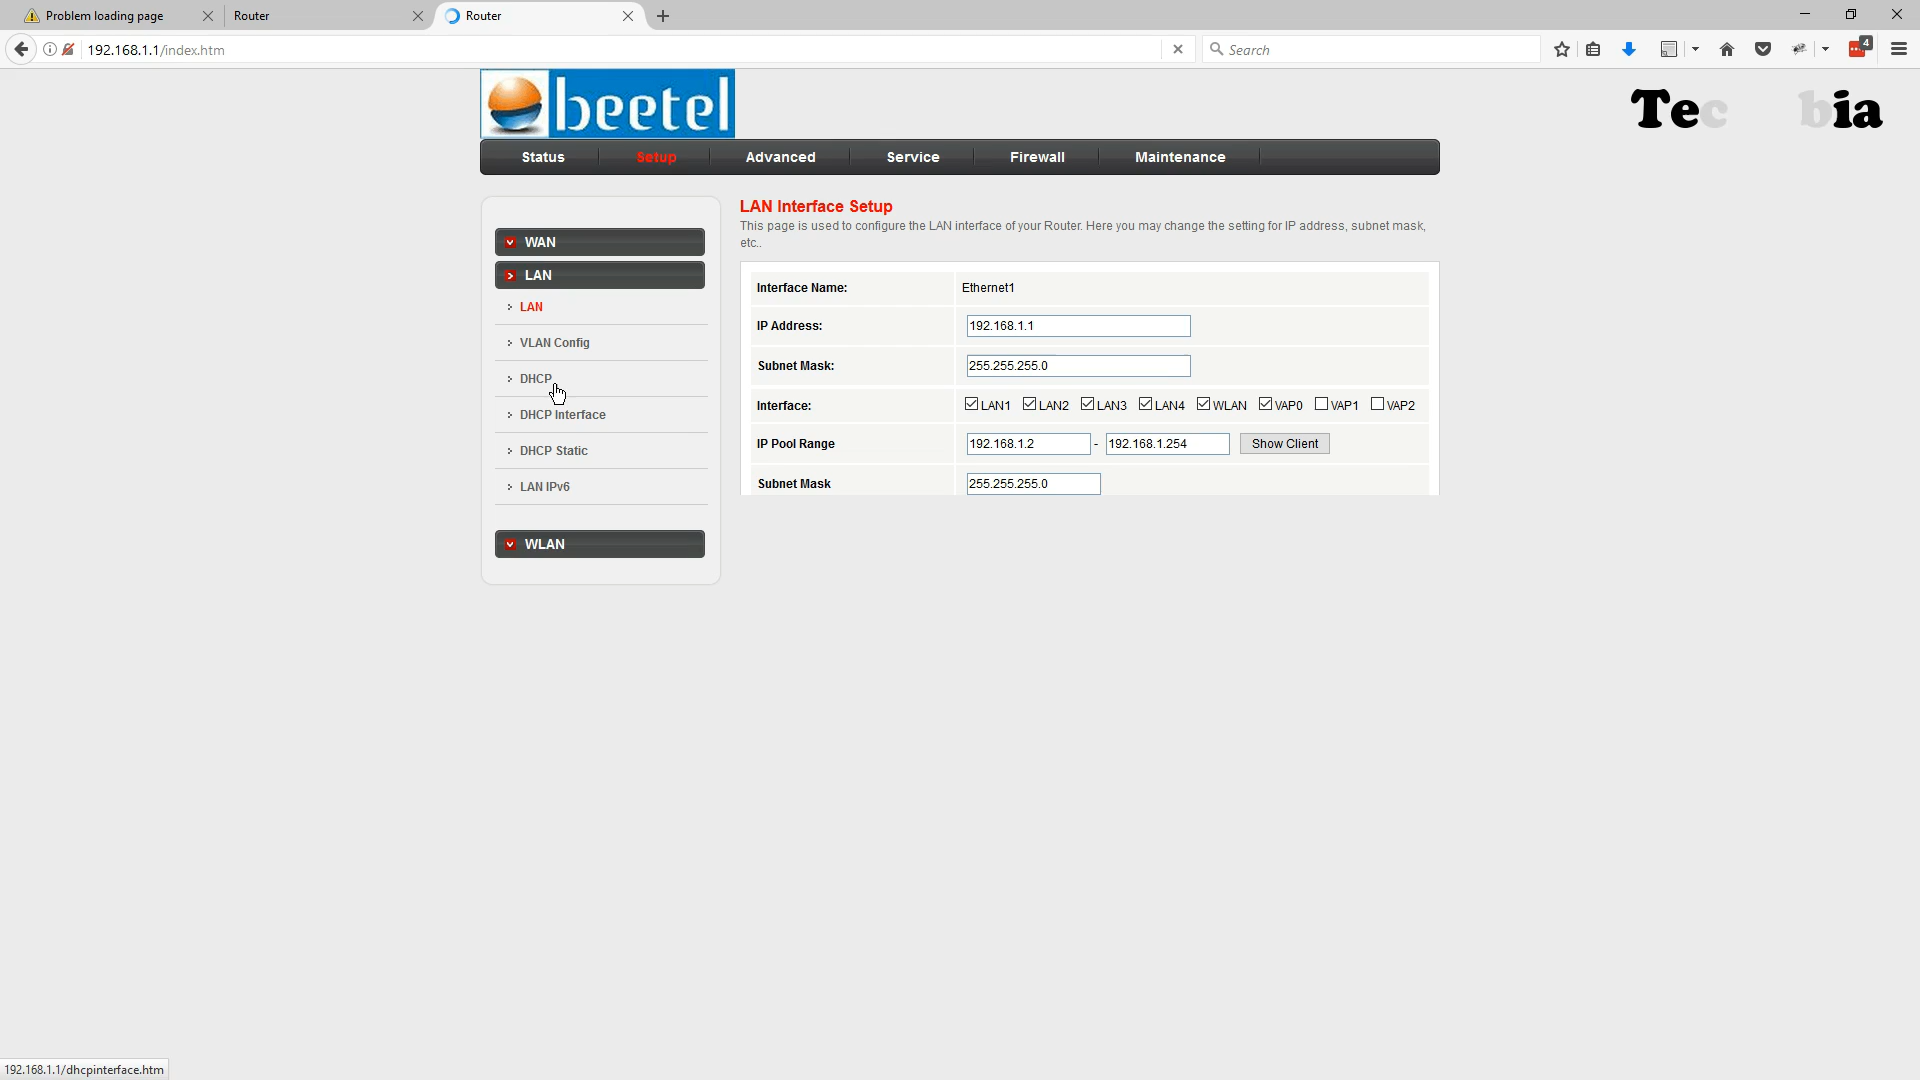 Problem loading page
Router
Router
192.168.1.1/index.htm
Search
4
beetel
Tec bia
Status Setup Advanced Service Firewall Maintenance
WAN
LAN
LAN
VLAN Config
DHCP
DHCP Interface
DHCP Static
LAN IPv6
WLAN
LAN Interface Setup
This page is used to configure the LAN interface of your Router. Here you may change the setting for IP address, subnet mask,
etc..
Interface Name: Ethernet1
IP Address: 192.168.1.1
Subnet Mask: 255.255.255.0
Interface: LAN1 LAN2 LAN3 LAN4 WLAN VAP0 VAP1 VAP2
IP Pool Range 192.168.1.2 - 192.168.1.254 Show Client
Subnet Mask 255.255.255.0
192.168.1.1/dhcpinterface.htm